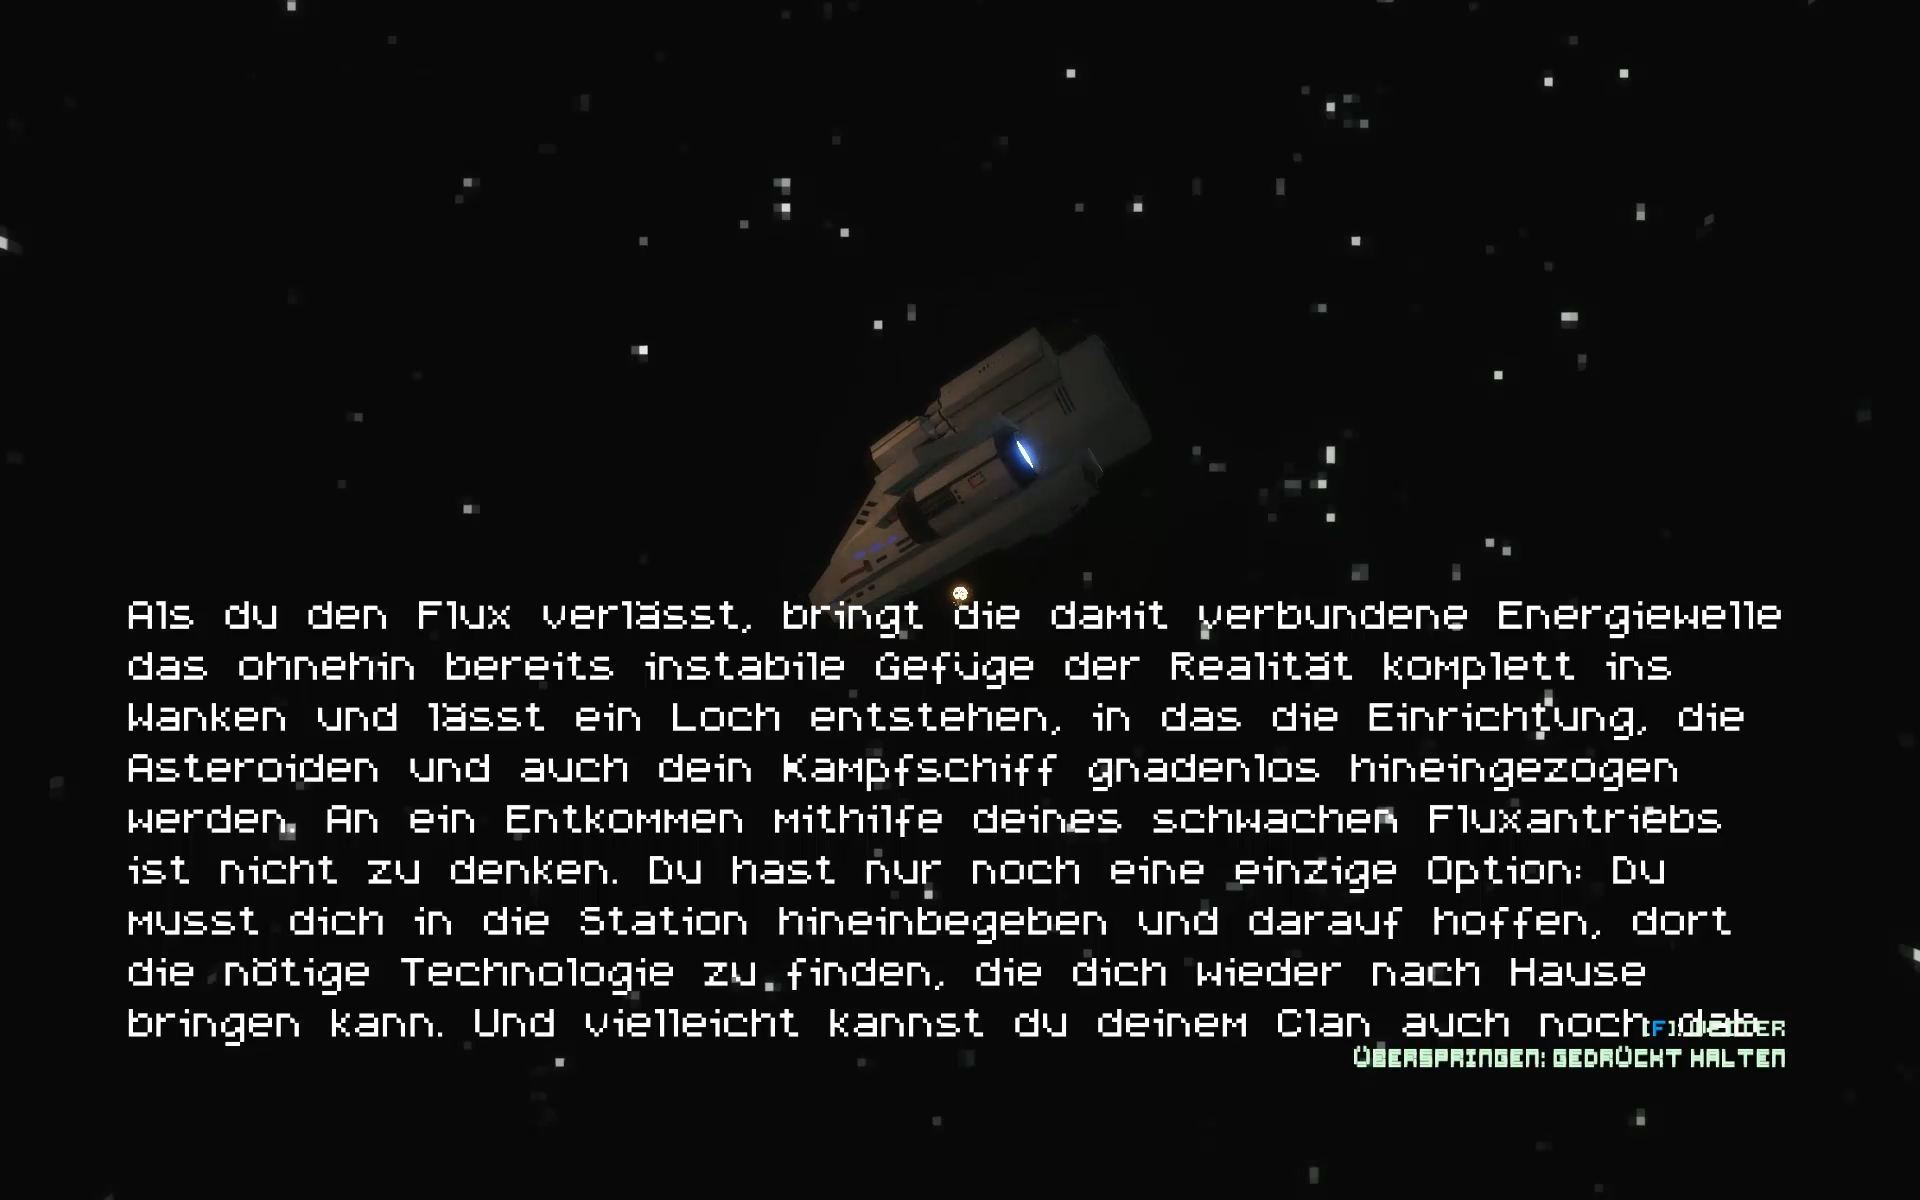 Als du den Flux verlässt, bringt die damit verbundene Energiewelle
das ohnehin bereits instabile Gefüge der Realität komplett ins
Wanken und lässt ein Loch entstehen, in das die Einrichtung, die
Asteroiden und auch dein Kampfschiff gnadenlos hineingezogen
werden. An ein Entkommen mithilfe deines schwachen Fluxantriebs
ist nicht zu denken. Du hast nur noch eine einzige Option: Du
musst dich in die Station hineinbegeben und darauf hoffen, dort
die nötige Technologie zu finden, die dich wieder nach Hause
bringen kann. Und vielleicht kannst du deinem Clan auch noch dab
[F]: WEITER
ÜBERSPRINGEN: GEDRÜCHT HALTEN